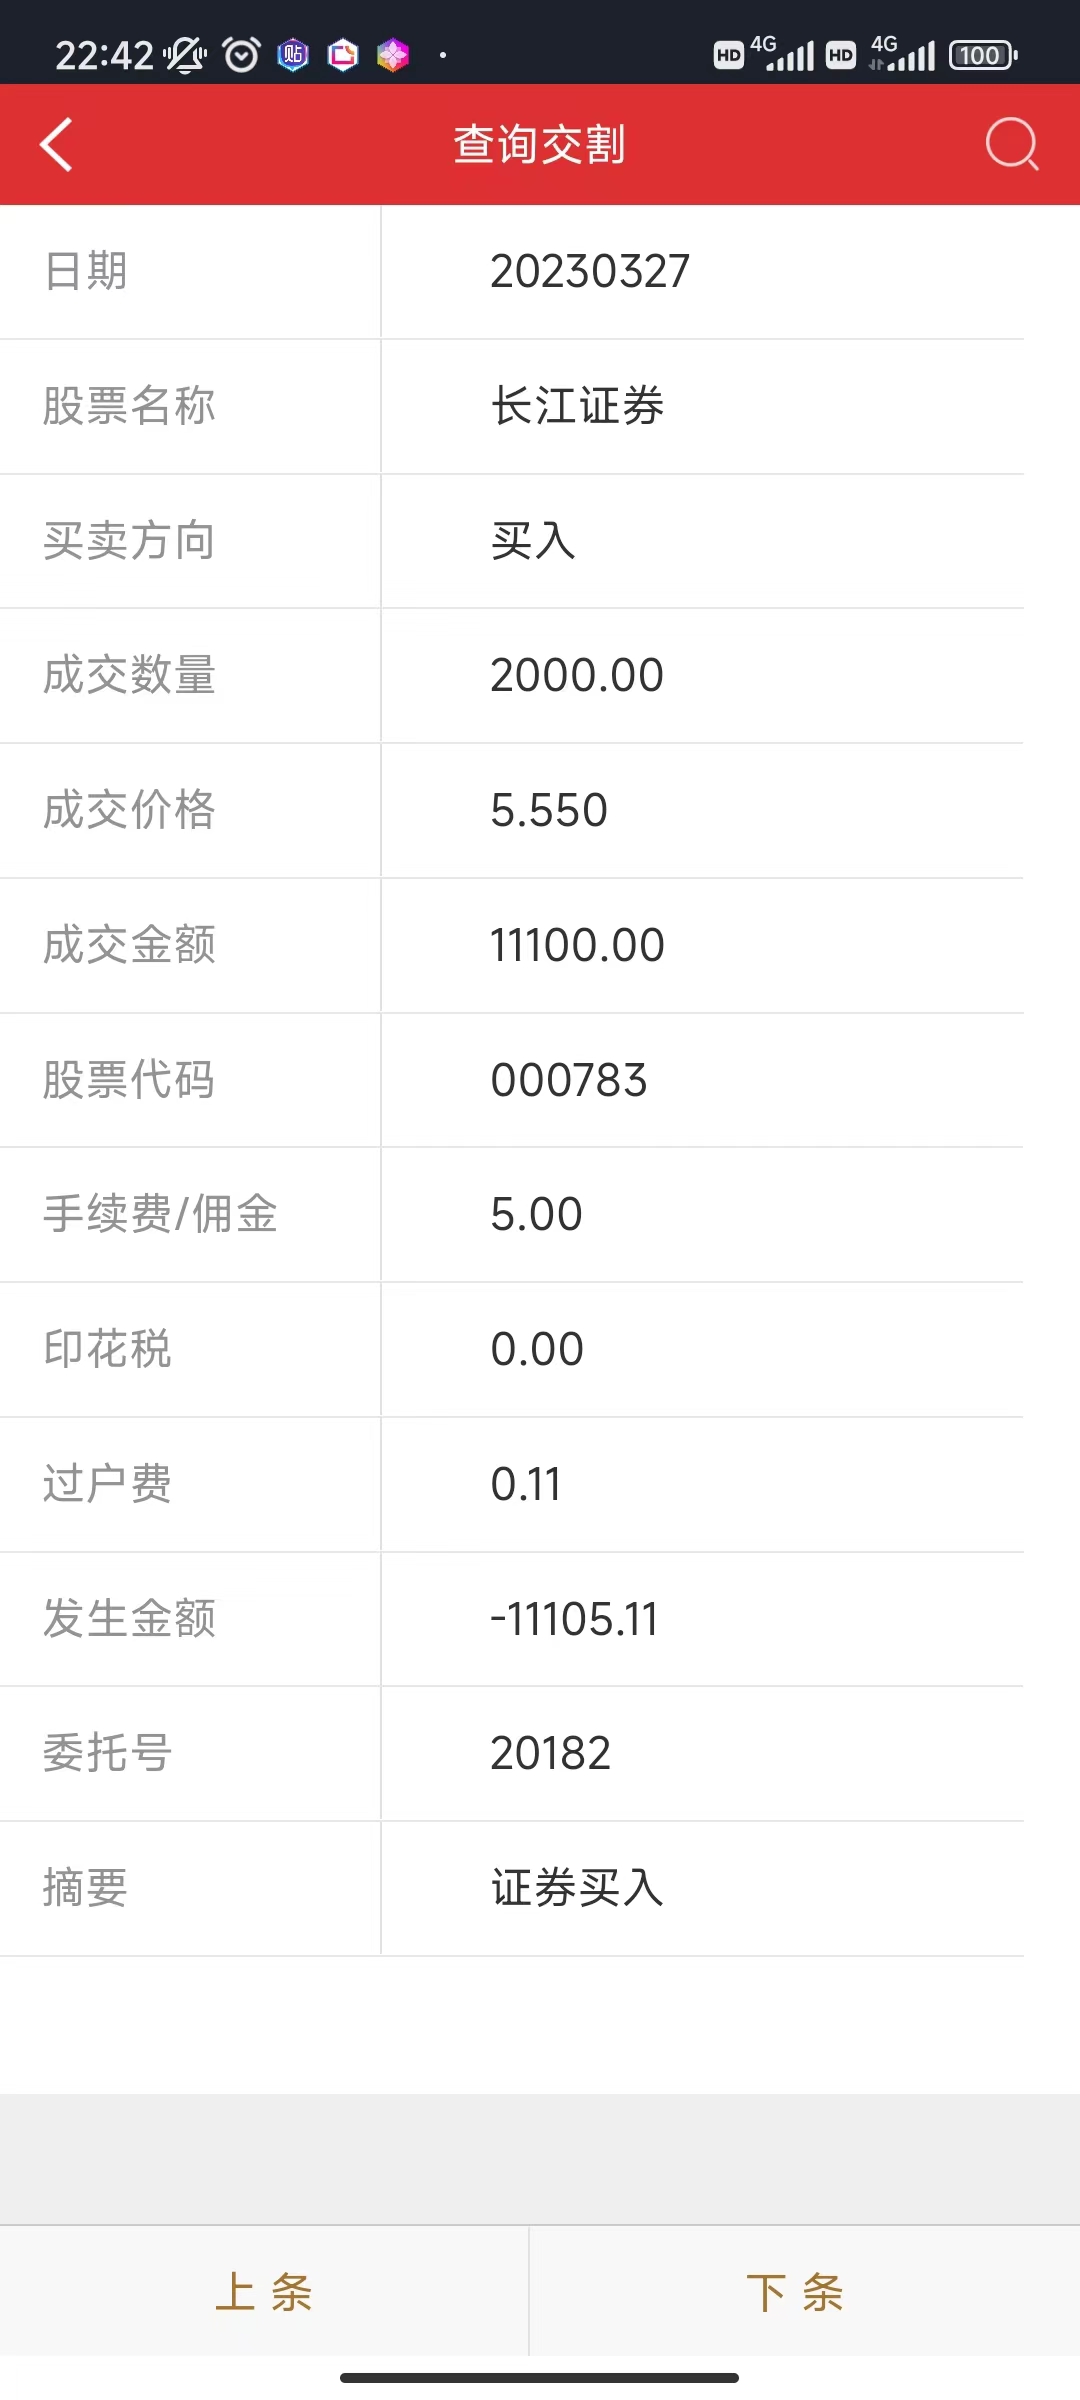 22:42 贴 HD 4G HD 4G 100
查询交割
日期 20230327
股票名称 长江证券
买卖方向 买入
成交数量 2000.00
成交价格 5.550
成交金额 11100.00
股票代码 000783
手续费/佣金 5.00
印花税 0.00
过户费 0.11
发生金额 -11105.11
委托号 20182
摘要 证券买入
上条 下条